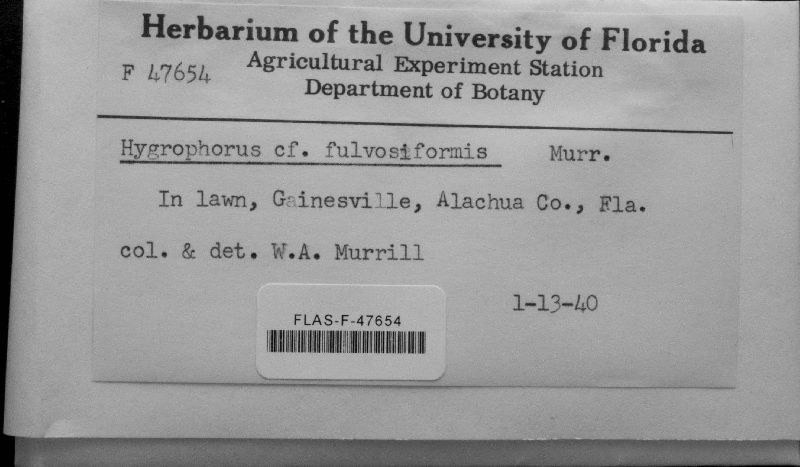 Herbarium of the University of Florida
Agricultural Experiment Station
F 47654
Department of Botany
Hygrophorus cf. fulvosiformis Murr.
In lawn, Gainesville, Alachua Co., Fla.
col. & det. W.A. Murrill
1-13-40
FLAS-F-47654